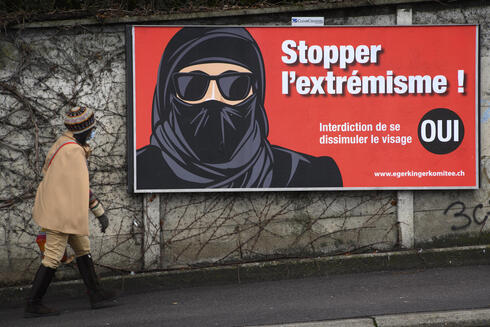 Stopper
l'extrémisme !
Interdiction de se
dissimuler le visage
OUI
www.egerkingerkomitee.ch